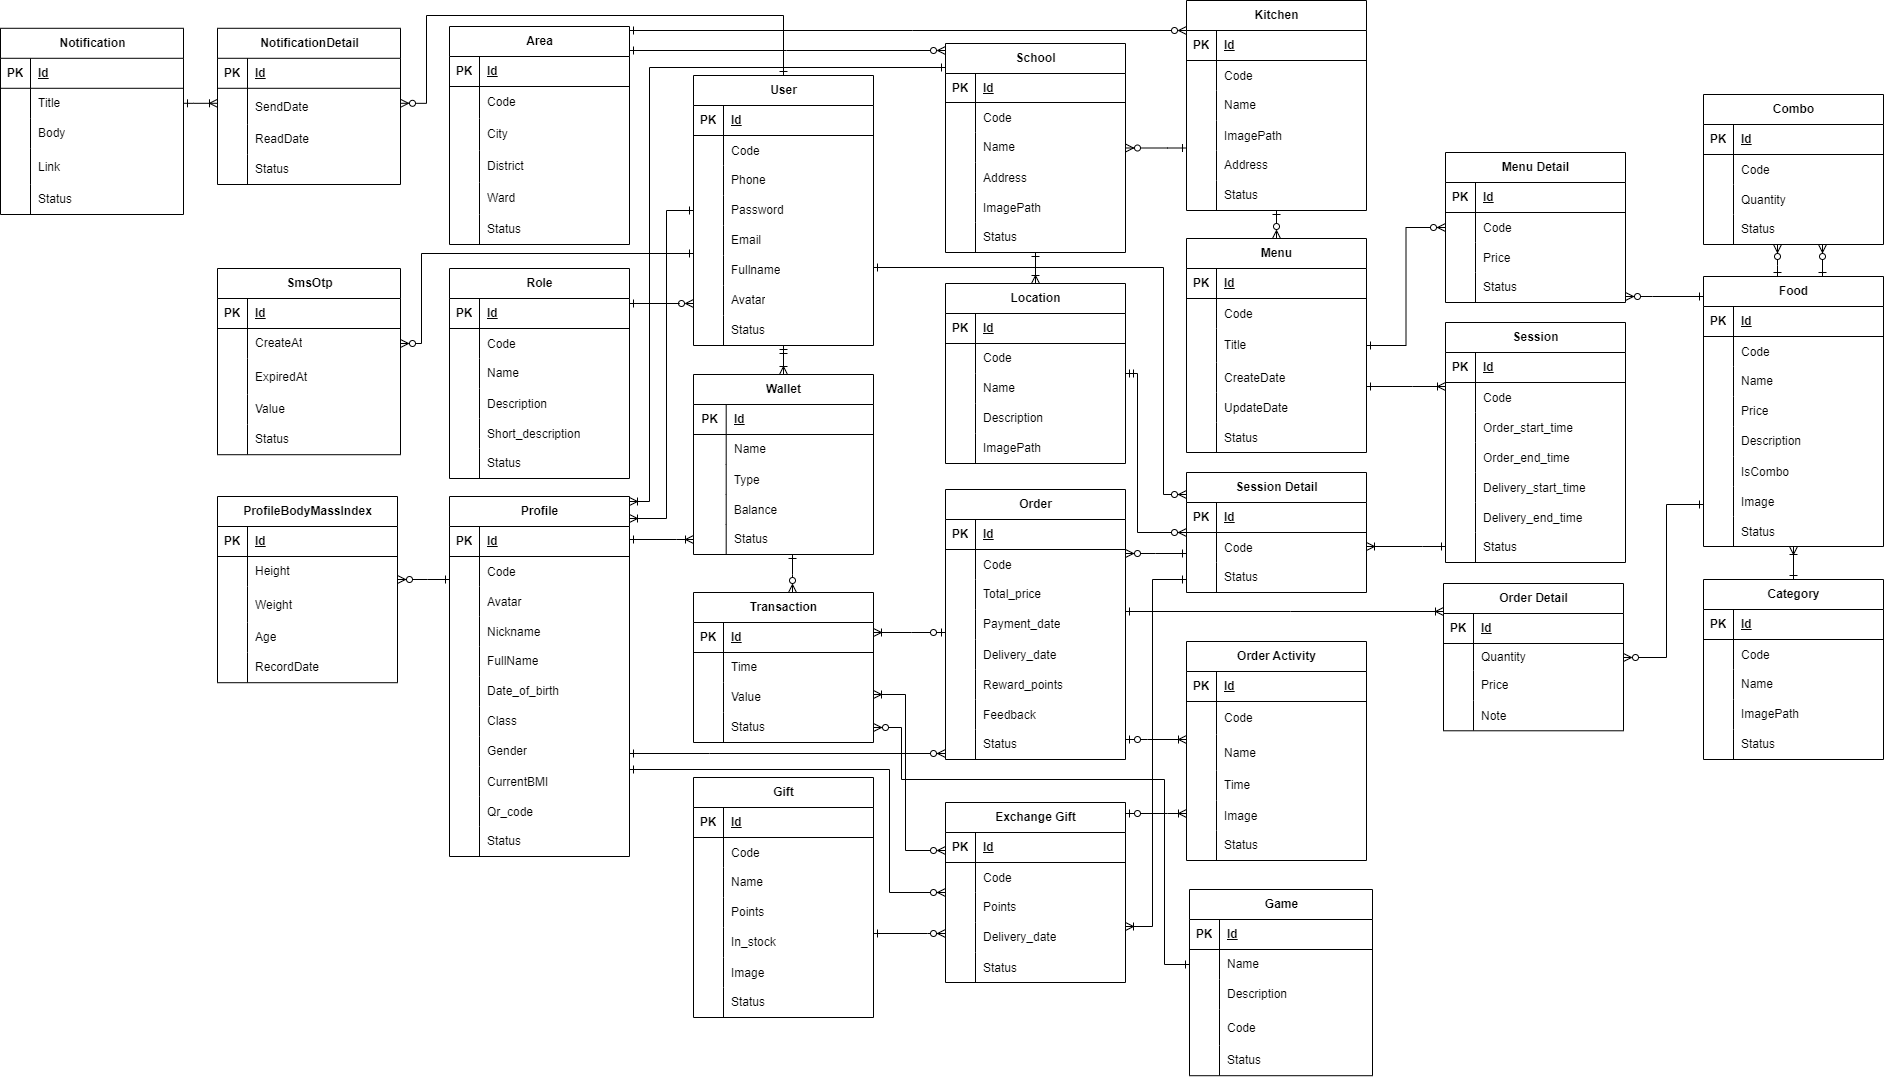 Notification
PK Id
Title
Body
Link
Status
NotificationDetail
PK Id
SendDate
ReadDate
Status
Area
PK Id
Code
City
District
Ward
Status
User
PK Id
Code
Phone
Password
Email
Fullname
Avatar
Status
School
PK Id
Code
Name
Address
ImagePath
Status
Kitchen
PK Id
Code
Name
ImagePath
Address
Status
Menu Detail
PK Id
Code
Price
Status
Combo
PK Id
Code
Quantity
Status
SmsOtp
PK Id
CreateAt
ExpiredAt
Value
Status
Role
PK Id
Code
Name
Description
Short_description
Status
Wallet
PK Id
Name
Type
Balance
Status
Location
PK Id
Code
Name
Description
ImagePath
Menu
PK Id
Code
Title
CreateDate
UpdateDate
Status
Session
PK Id
Code
Order_start_time
Order_end_time
Delivery_start_time
Delivery_end_time
Status
Food
PK Id
Code
Name
Price
Description
IsCombo
Image
Status
ProfileBodyMassIndex
PK Id
Height
Weight
Age
RecordDate
Profile
PK Id
Code
Avatar
Nickname
FullName
Date_of_birth
Class
Gender
CurrentBMI
Qr_code
Status
Transaction
PK Id
Time
Value
Status
Order
PK Id
Code
Total_price
Payment_date
Delivery_date
Reward_points
Feedback
Status
Session Detail
PK Id
Code
Status
Order Detail
PK Id
Quantity
Price
Note
Category
PK Id
Code
Name
ImagePath
Status
Order Activity
PK Id
Code
Name
Time
Image
Status
Gift
PK Id
Code
Name
Points
In_stock
Image
Status
Exchange Gift
PK Id
Code
Points
Delivery_date
Status
Game
PK Id
Name
Description
Code
Status